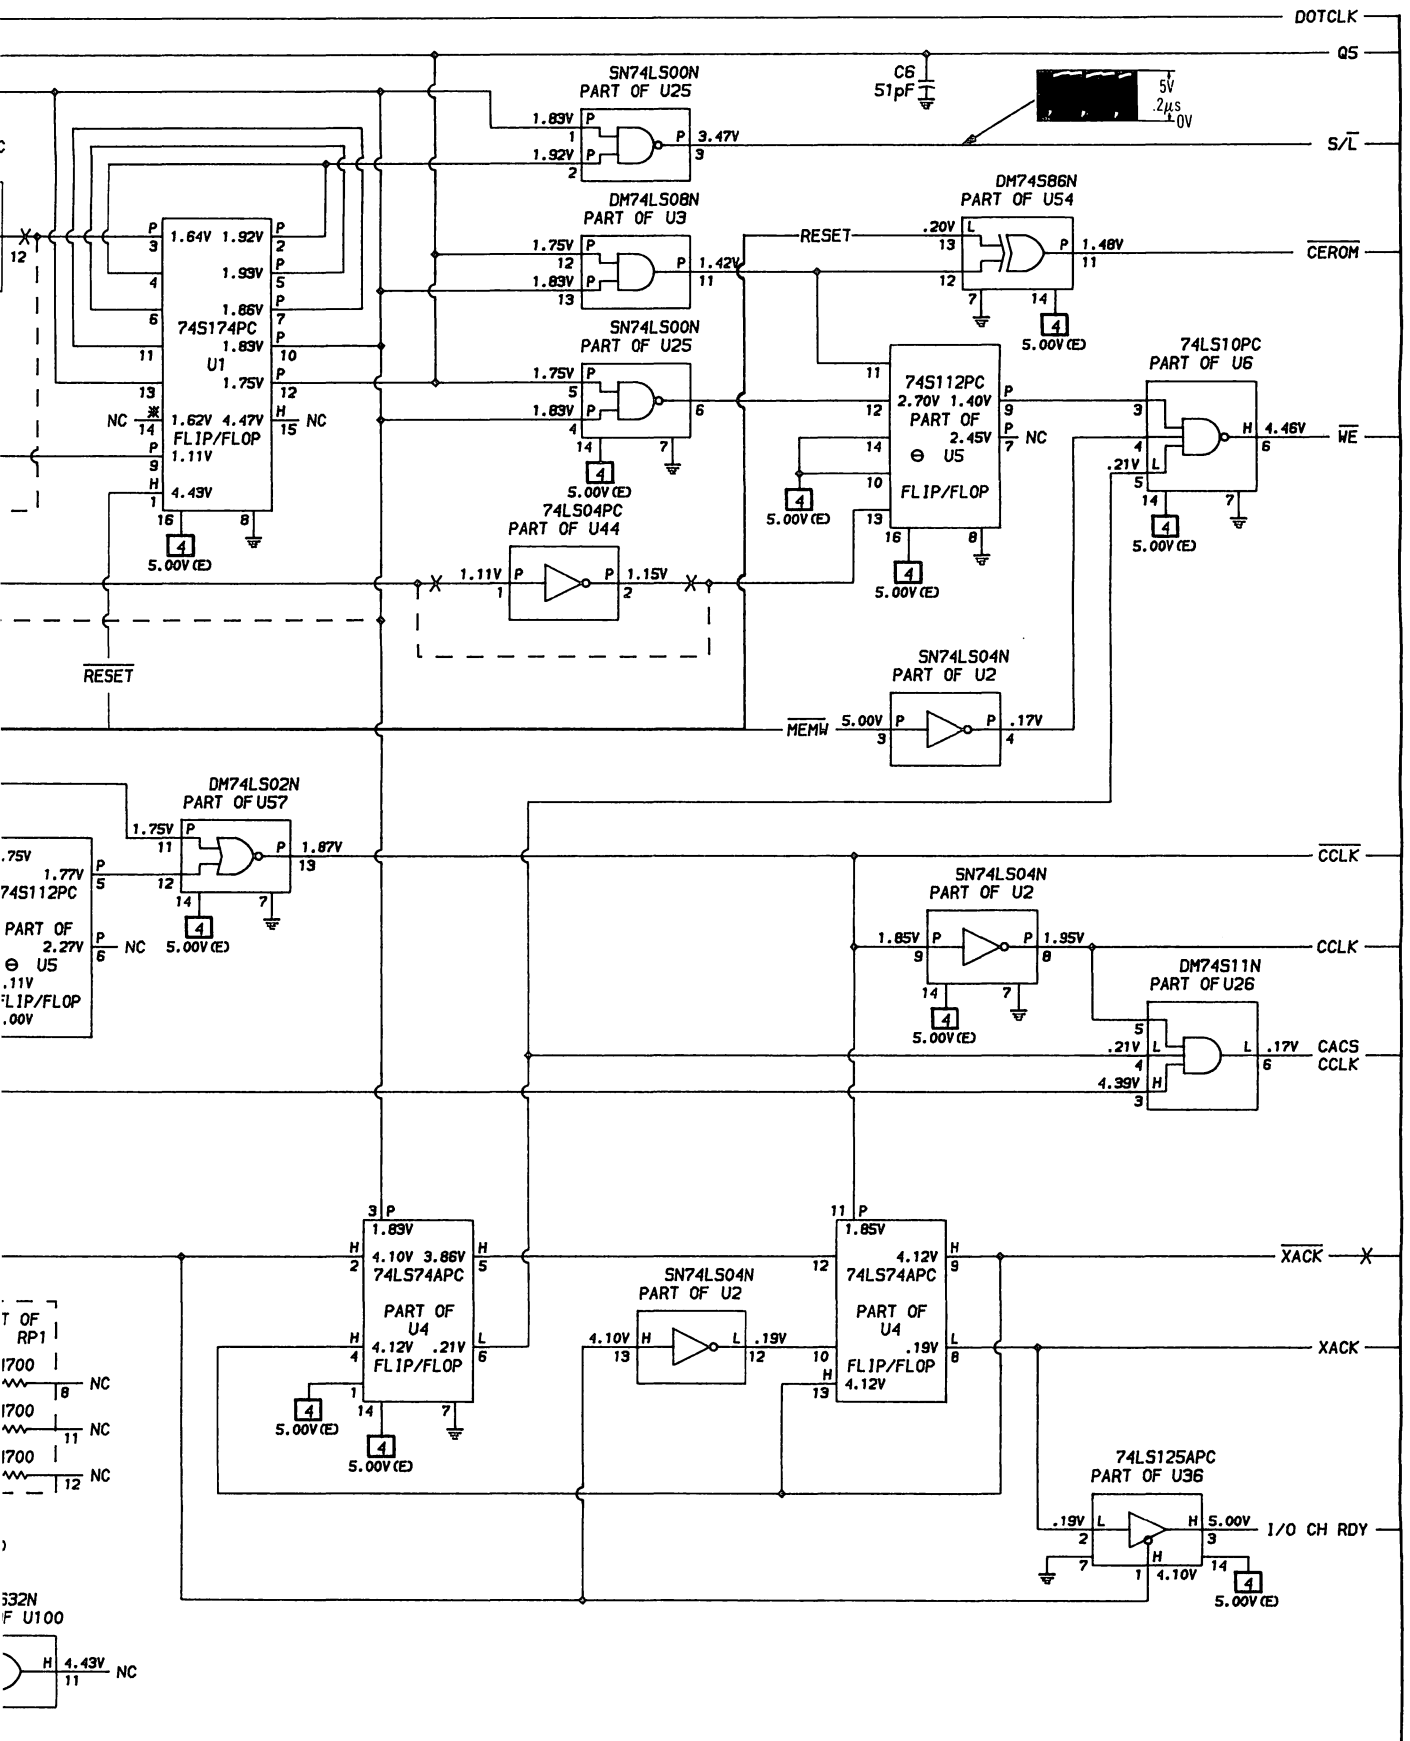 DOTCLK
Q5
SN74LS00N
PART OF U25
C6
51pF
5V
.2µs
0V
1.83V P
1
P 3.47V
3
1.92V P
2
S/L̅
DM74LS08N
PART OF U3
DM74S86N
PART OF U54
12
P
3
1.64V 1.92V
P
2
1.75V P
12
P 1.42V
11
1.83V P
13
RESET
.20V L
13
12
P 1.48V
11
C̅E̅R̅O̅M̅
7
14
4
5.00V(E)
4
1.93V
P
5
6
1.86V
P
7
74S174PC
11
1.83V
P
10
U1
13
1.75V
P
12
NC
※
14
1.62V 4.47V
H
15
NC
FLIP/FLOP
P
9
1.11V
H
1
4.43V
16
8
4
5.00V(E)
SN74LS00N
PART OF U25
1.75V P
5
1.83V P
4
6
14
7
4
5.00V(E)
74LS04PC
PART OF U44
1.11V P
1
P 1.15V
2
11
74S112PC
12
2.70V 1.40V
P
9
PART OF
14
2.45V
P
7
NC
⊖ U5
10
FLIP/FLOP
13
4
5.00V(E)
16
8
4
5.00V(E)
74LS10PC
PART OF U6
3
4
.21V L
5
H 4.46V
6
W̅E̅
14
7
4
5.00V(E)
R̅E̅S̅E̅T̅
SN74LS04N
PART OF U2
M̅E̅M̅W̅
5.00V P
3
P .17V
4
DM74LS02N
PART OF U57
1.75V P
11
12
P 1.87V
13
14
7
4
5.00V(E)
C̅C̅L̅K̅
.75V
1.77V
P
5
74S112PC
PART OF
2.27V
P
6
NC
⊖ U5
.11V
FLIP/FLOP
.00V
SN74LS04N
PART OF U2
1.85V P
9
P 1.95V
8
CCLK
14
7
4
5.00V(E)
DM74S11N
PART OF U26
5
.21V L
4
4.39V H
3
L .17V
6
CACS
CCLK
3 P
1.83V
H
2
4.10V 3.86V
H
5
74LS74APC
PART OF
U4
H
4
4.12V .21V
L
6
FLIP/FLOP
1
4
5.00V(E)
14
7
4
5.00V(E)
SN74LS04N
PART OF U2
4.10V H
13
L .19V
12
11 P
1.85V
12
4.12V
H
9
74LS74APC
PART OF
U4
10
.19V
L
8
FLIP/FLOP
H
13
4.12V
X̅A̅C̅K̅
XACK
T OF
RP1
1700
8
NC
1700
11
NC
1700
12
NC
74LS125APC
PART OF U36
.19V L
2
H 5.00V
3
I/O CH RDY
7
H
1
4.10V
14
4
5.00V(E)
S32N
F U100
H 4.43V
11
NC